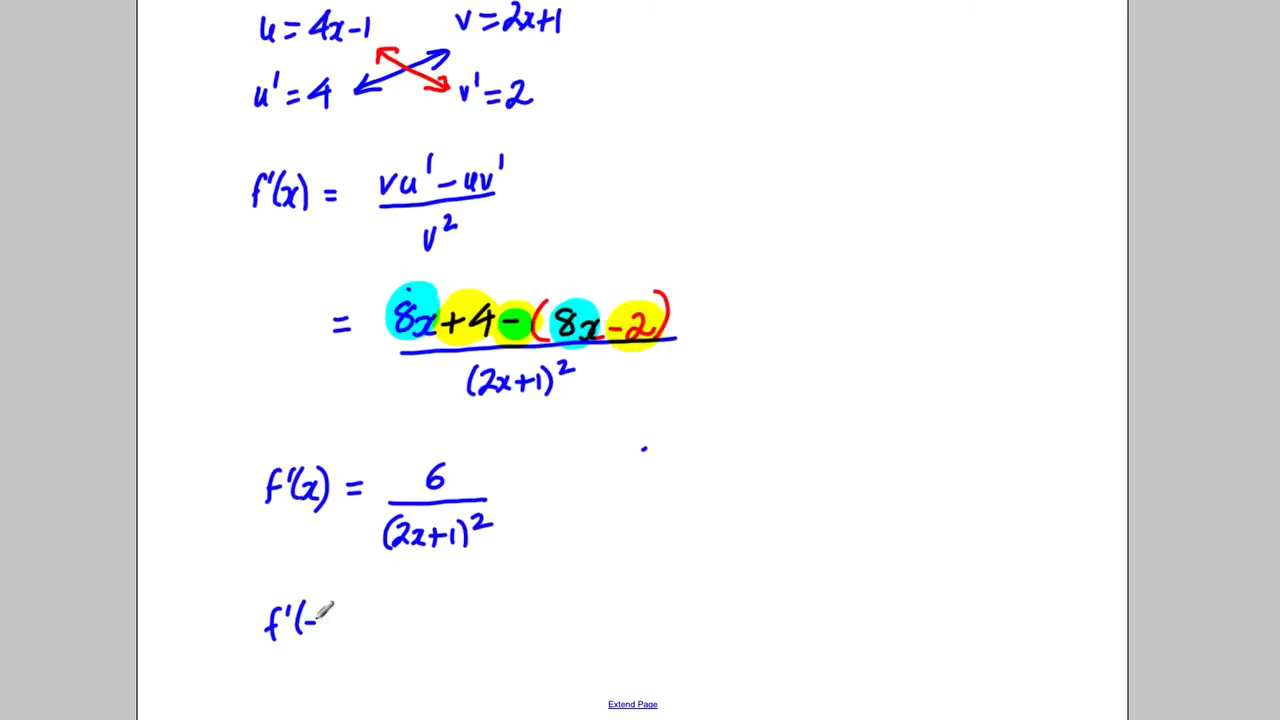 u = 4x-1 v = 2x+1
u' = 4 v' = 2
f'(x) = vu' - uv'
v²
= 8x + 4 - (8x - 2)
(2x+1)²
f'(x) = 6
(2x+1)²
f'(-
Extend Page